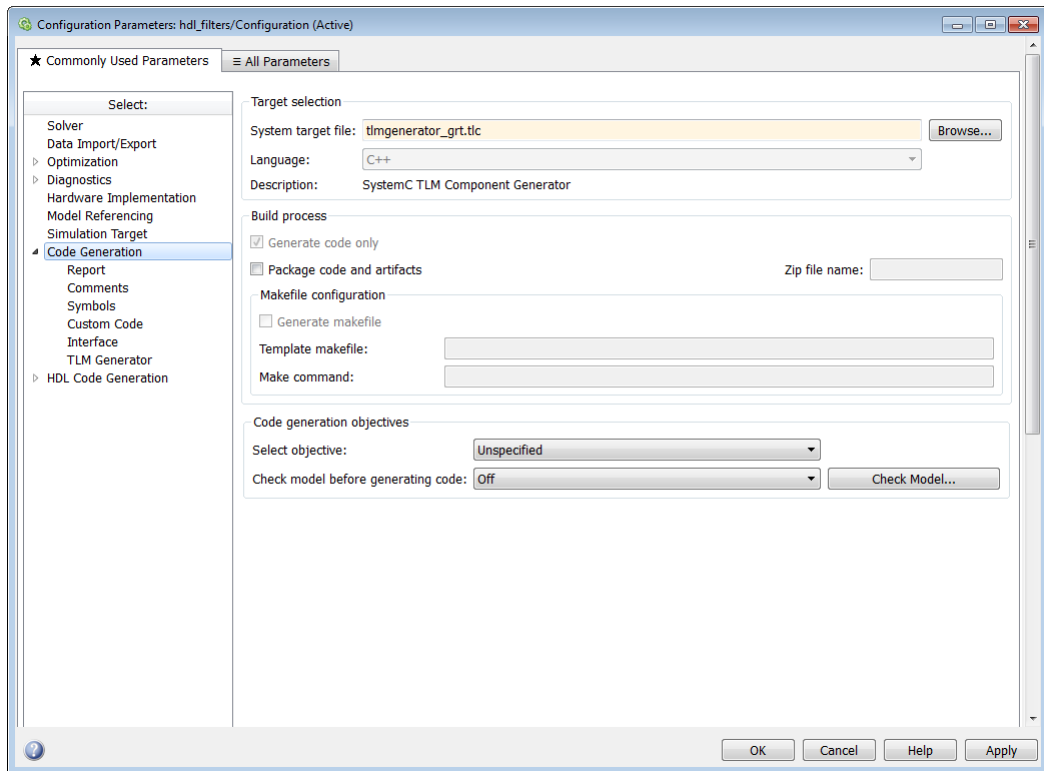 Configuration Parameters: hdl_filters/Configuration (Active)
★ Commonly Used Parameters
≡ All Parameters
Select:
Solver
Data Import/Export
Optimization
Diagnostics
Hardware Implementation
Model Referencing
Simulation Target
Code Generation
Report
Comments
Symbols
Custom Code
Interface
TLM Generator
HDL Code Generation
Target selection
System target file: tlmgenerator_grt.tlc Browse...
Language: C++
Description: SystemC TLM Component Generator
Build process
Generate code only
Package code and artifacts Zip file name:
Makefile configuration
Generate makefile
Template makefile:
Make command:
Code generation objectives
Select objective: Unspecified
Check model before generating code: Off Check Model...
OK Cancel Help Apply